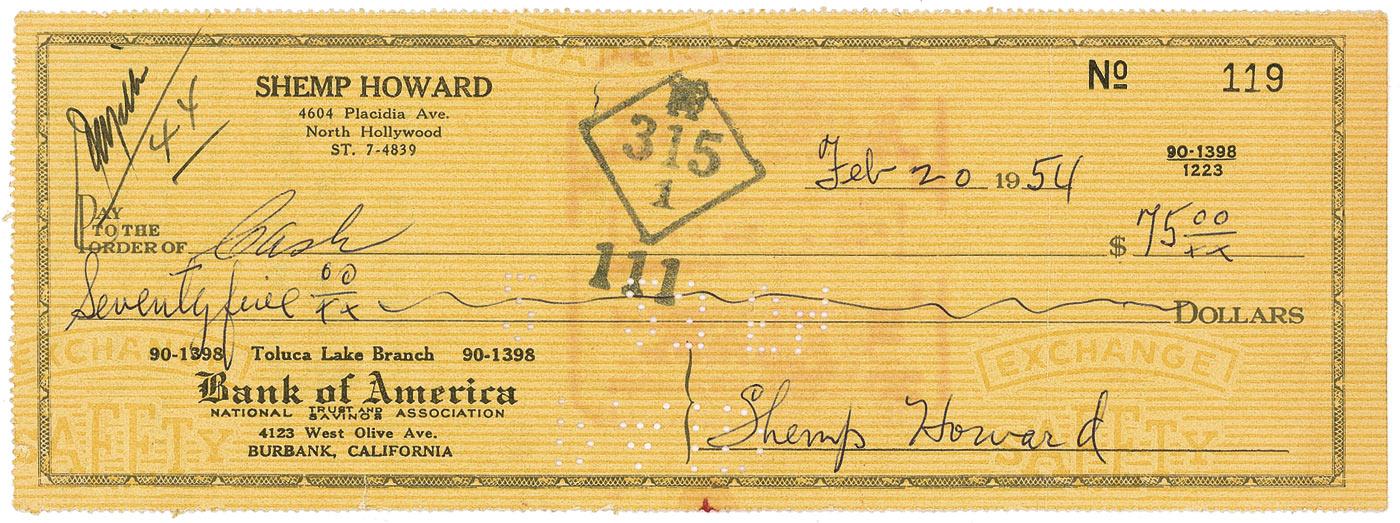 SHEMP HOWARD
4604 Placidia Ave.
North Hollywood
ST. 7-4839
No 119
44
315
1
111
Feb 20 1954
90-1398
1223
PAY TO THE ORDER OF Cash $ 75 00/xx
Seventy five 00/xx DOLLARS
90-1398 Toluca Lake Branch 90-1398
Bank of America
NATIONAL TRUST AND SAVINGS ASSOCIATION
4123 West Olive Ave.
BURBANK, CALIFORNIA
Shemp Howard
EXCHANGE
SAFETY
EXCHANGE
SAFETY